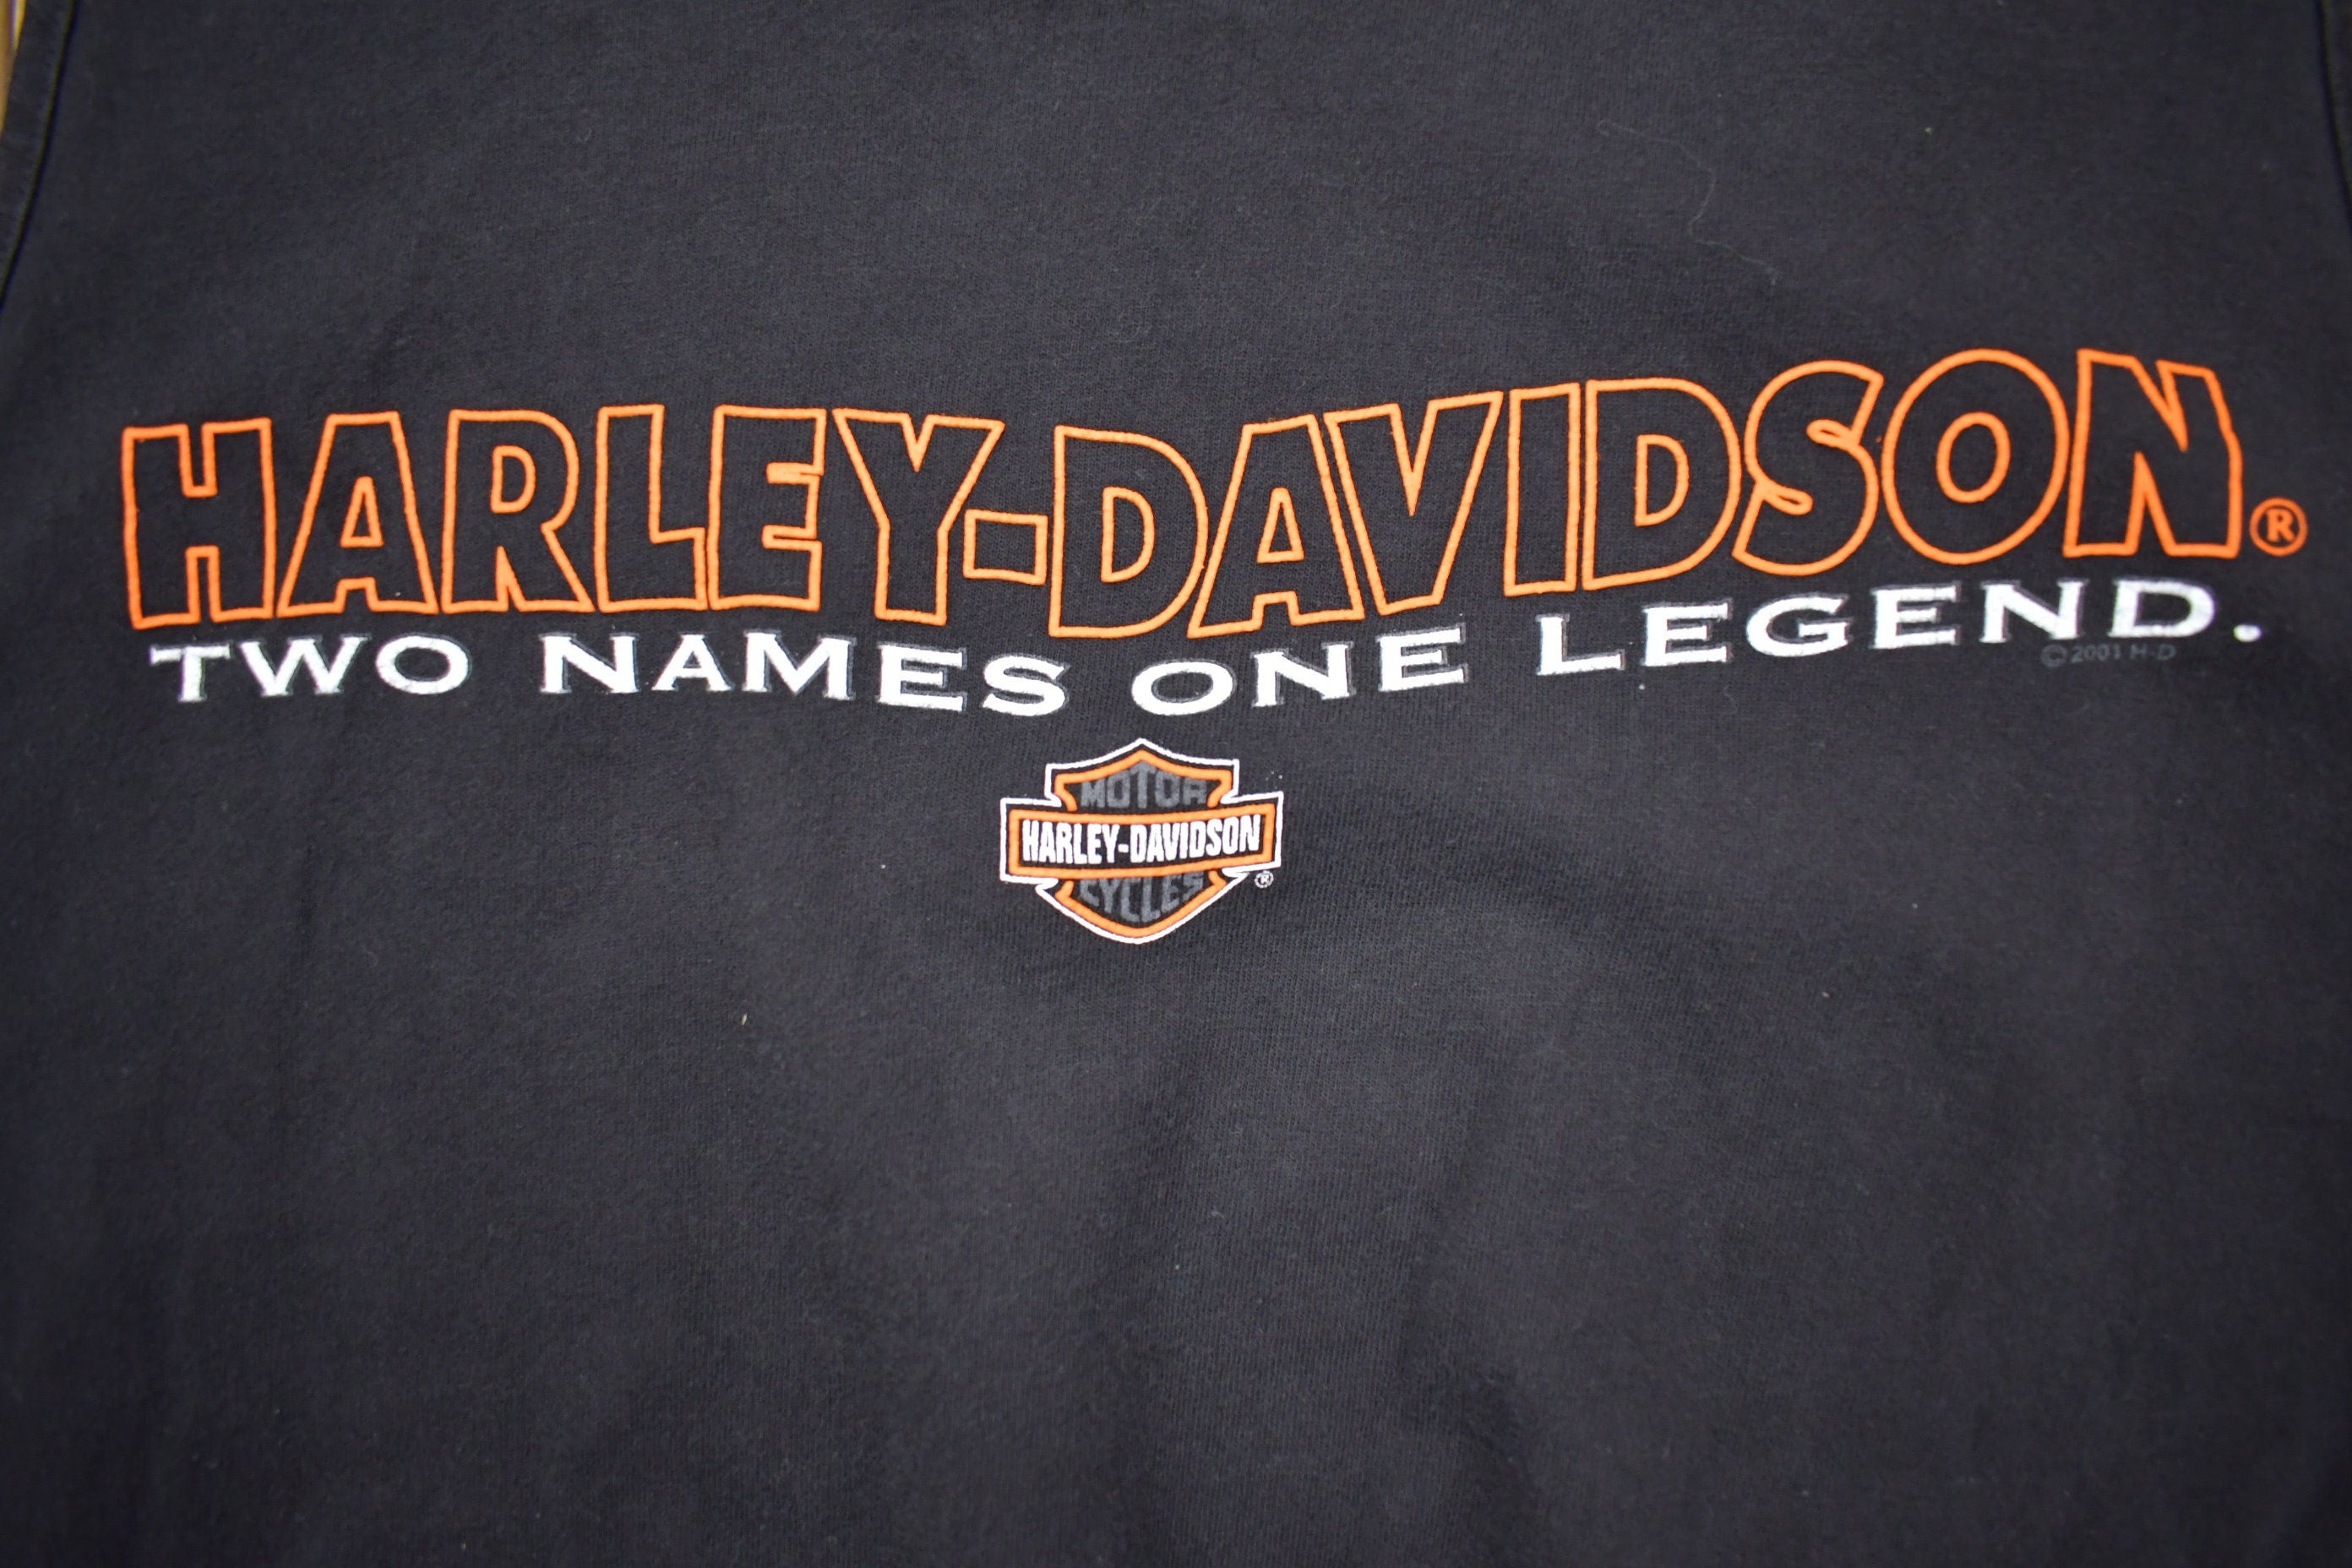 HARLEY-DAVIDSON.®
TWO NAMES ONE LEGEND.
©2001 H-D
MOTOR
HARLEY-DAVIDSON
CYCLES
®